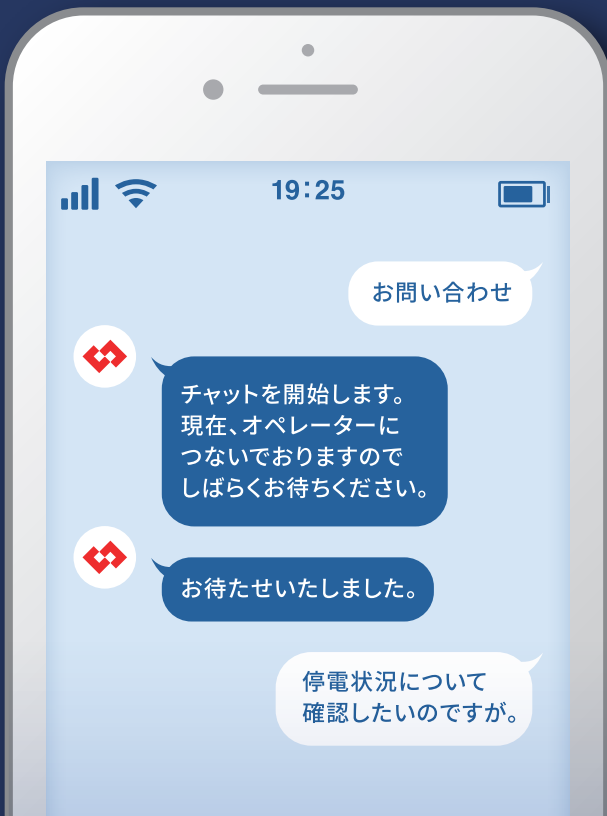 19:25
お問い合わせ
チャットを開始します。
現在、オペレーターに
つないでおりますので
しばらくお待ちください。
お待たせいたしました。
停電状況について
確認したいのですが。